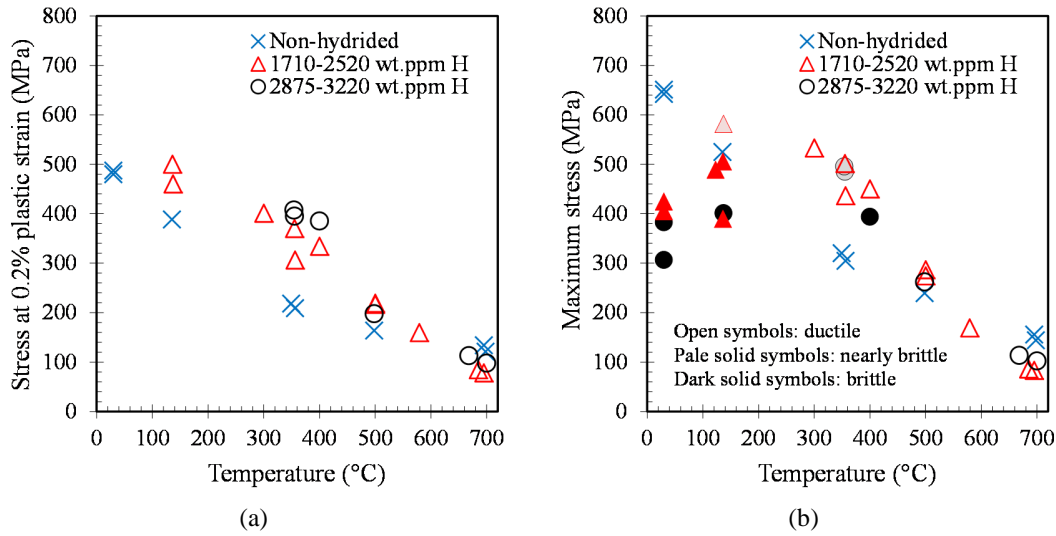 800
700
600
500
400
300
200
100
0
Stress at 0.2% plastic strain (MPa)
Non-hydrided
1710-2520 wt.ppm H
2875-3220 wt.ppm H
0 100 200 300 400 500 600 700
Temperature (°C)
(a)
800
700
600
500
400
300
200
100
0
Maximum stress (MPa)
Non-hydrided
1710-2520 wt.ppm H
2875-3220 wt.ppm H
Open symbols: ductile
Pale solid symbols: nearly brittle
Dark solid symbols: brittle
0 100 200 300 400 500 600 700
Temperature (°C)
(b)